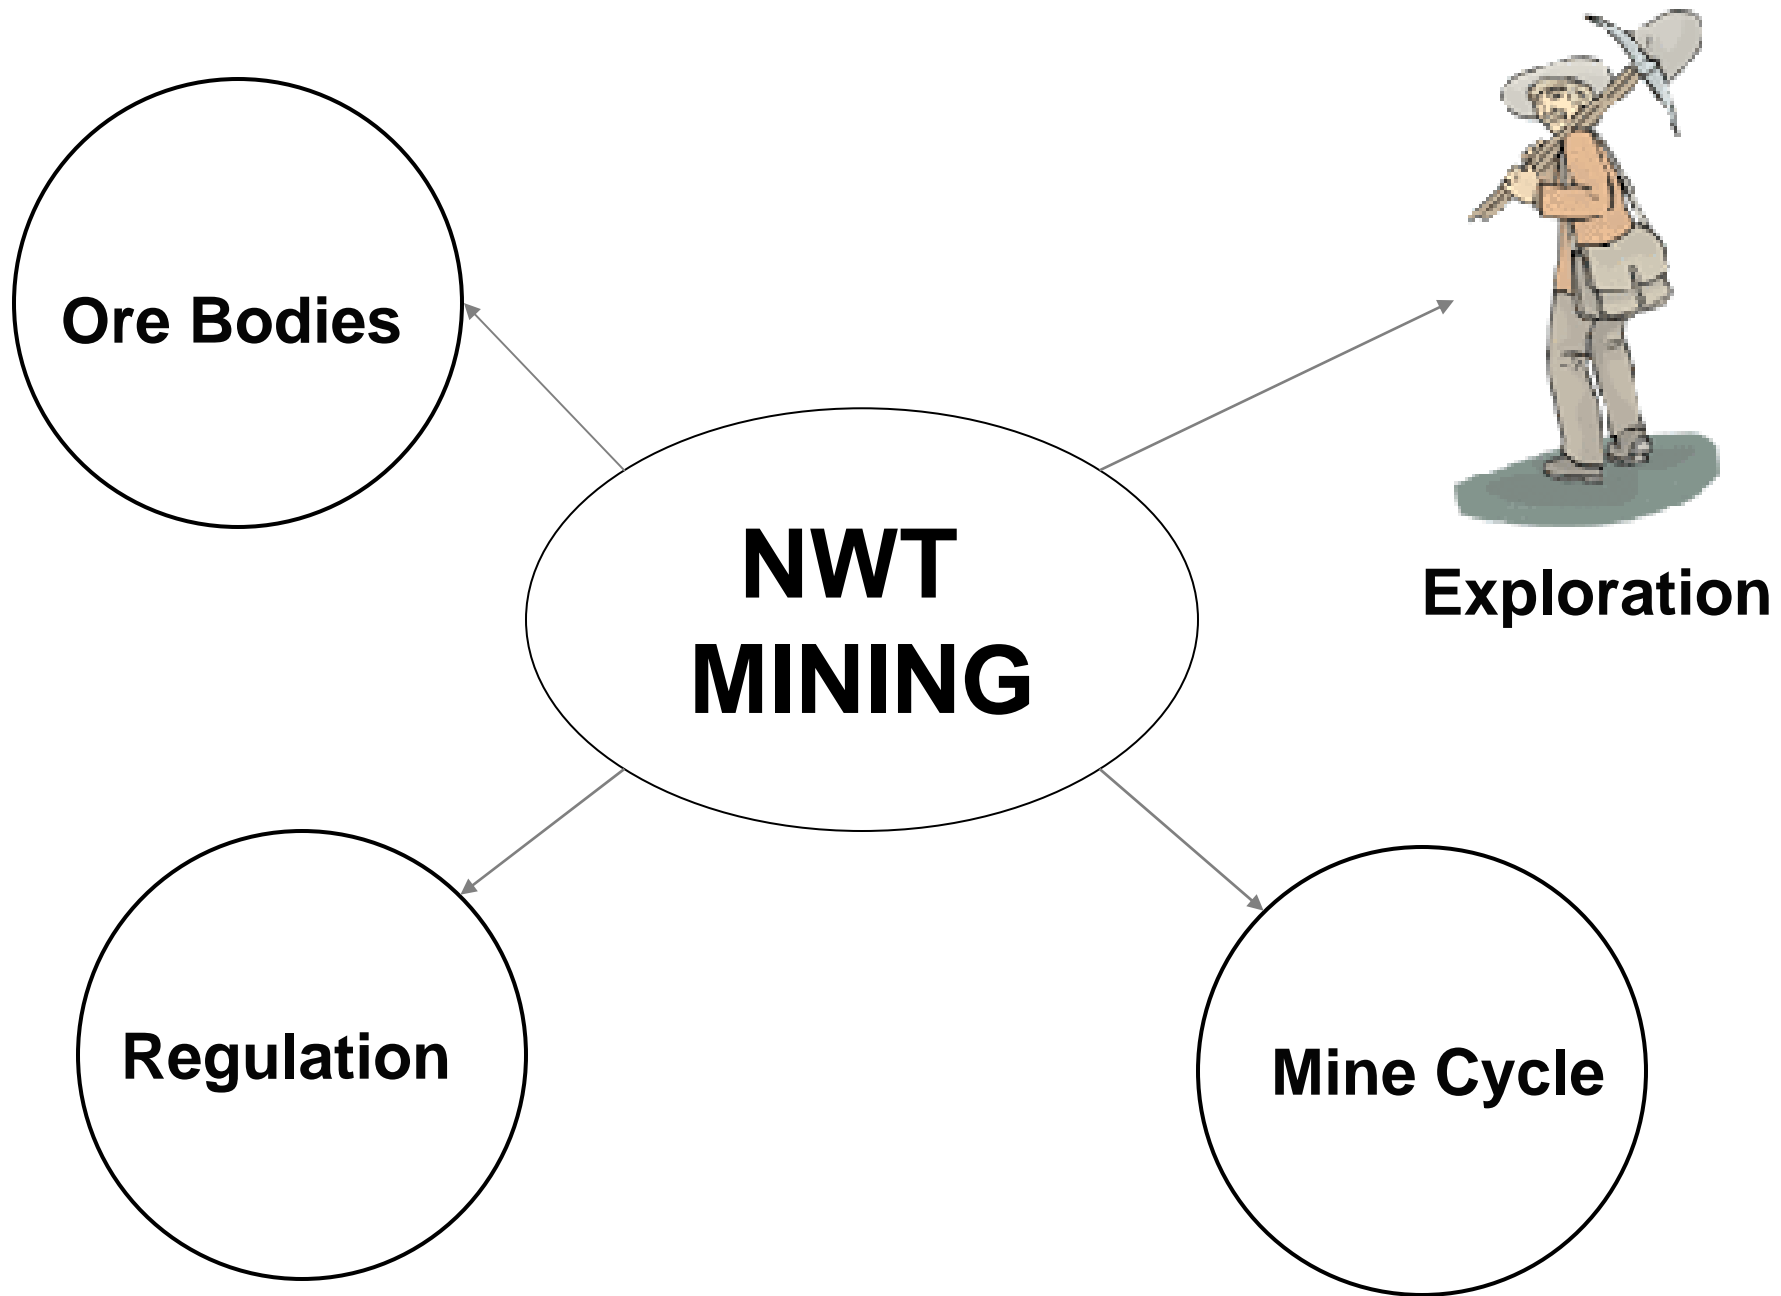 Ore Bodies
Exploration
NWT
MINING
Regulation
Mine Cycle